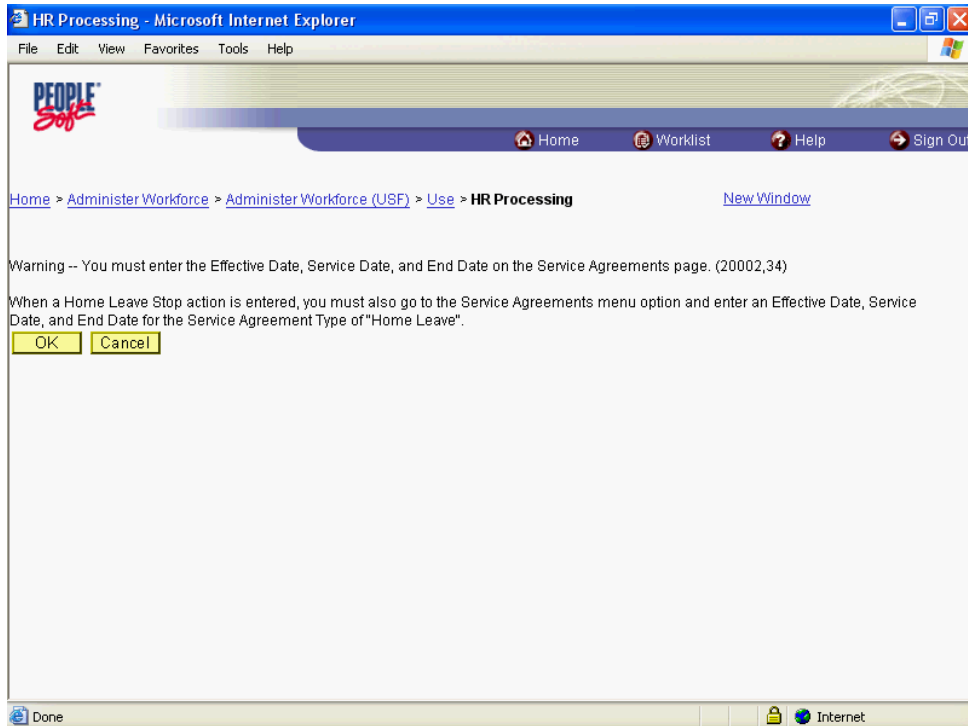 HR Processing - Microsoft Internet Explorer
File Edit View Favorites Tools Help
PEOPLE
Soft
Home Worklist Help Sign Ou
Home > Administer Workforce > Administer Workforce (USF) > Use > HR Processing New Window
Warning -- You must enter the Effective Date, Service Date, and End Date on the Service Agreements page. (20002,34)
When a Home Leave Stop action is entered, you must also go to the Service Agreements menu option and enter an Effective Date, Service
Date, and End Date for the Service Agreement Type of "Home Leave".
OK Cancel
Done Internet